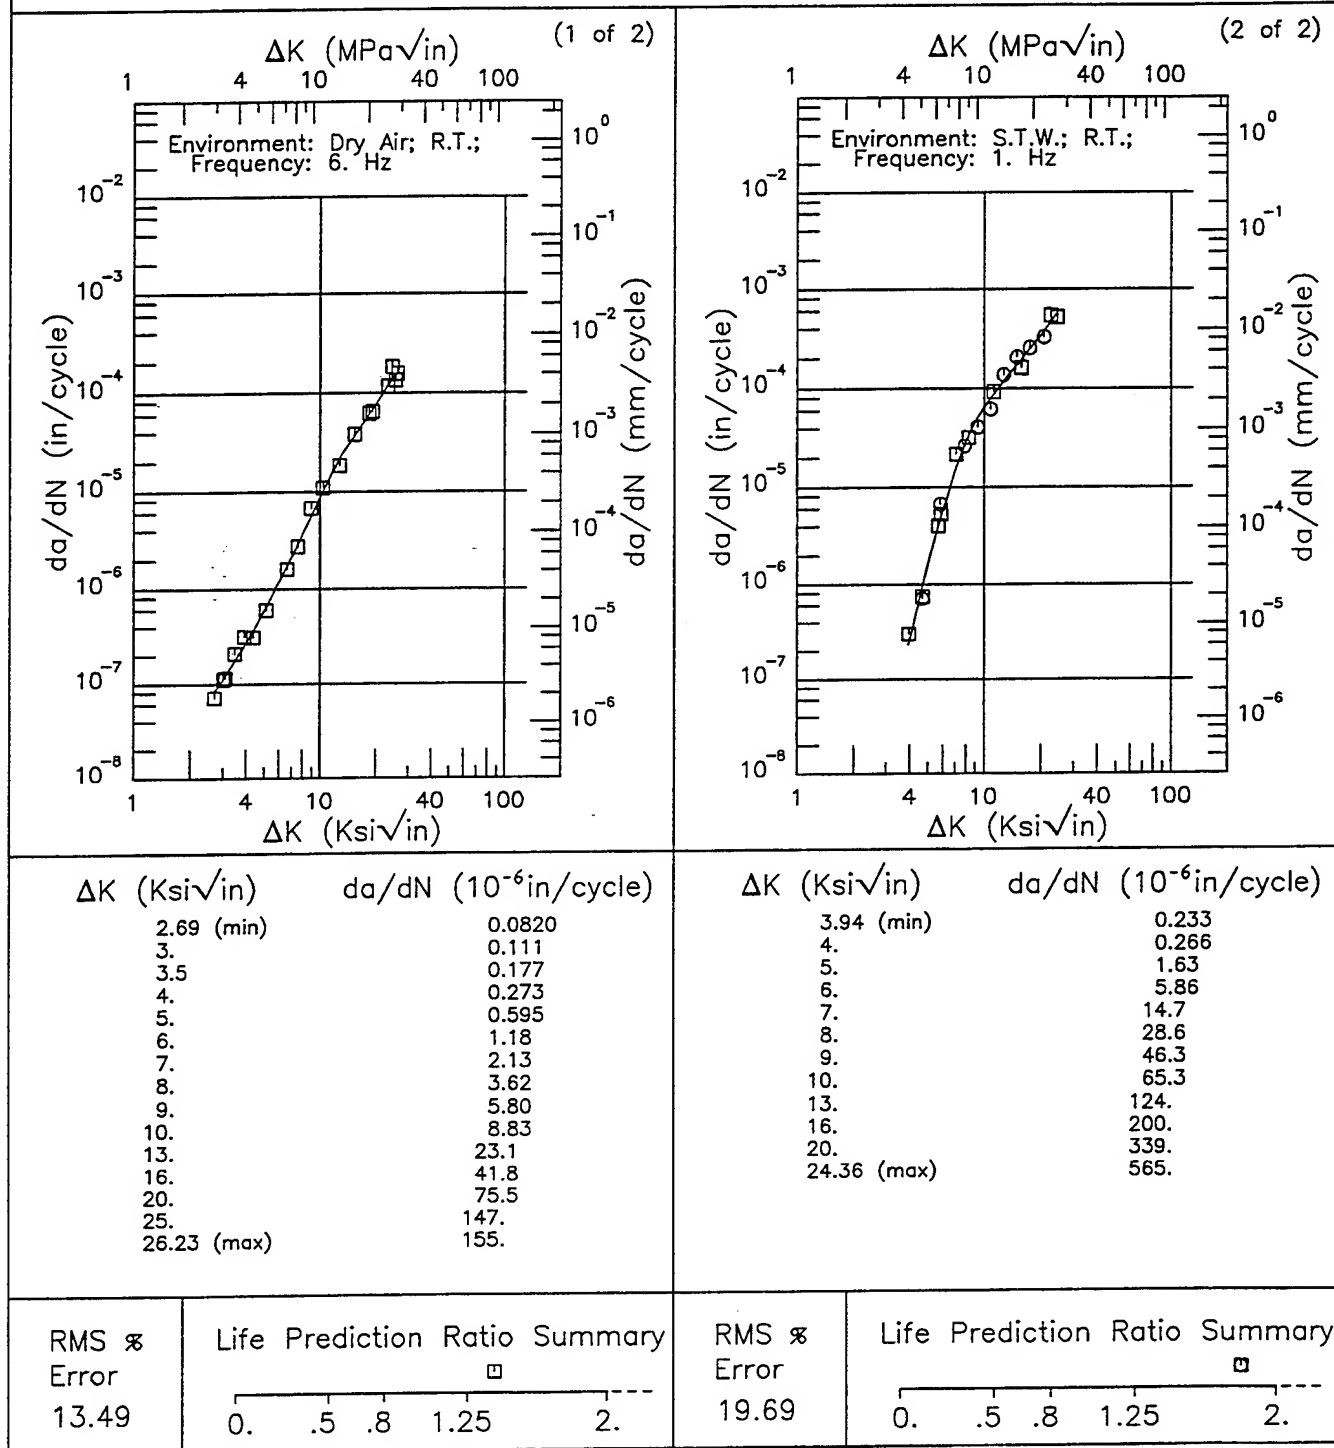 (1 of 2)
ΔK (MPa√in)
1 4 10 40 100
Environment: Dry Air; R.T.;
Frequency: 6. Hz
10⁰
10⁻²
10⁻¹
10⁻³
10⁻²
10⁻⁴
10⁻³
10⁻⁵
10⁻⁴
10⁻⁶
10⁻⁵
10⁻⁷
10⁻⁶
10⁻⁸
da/dN (in/cycle)
da/dN (mm/cycle)
1 4 10 40 100
ΔK (Ksi√in)
ΔK (Ksi√in) da/dN (10⁻⁶in/cycle)
2.69 (min) 0.0820
3. 0.111
3.5 0.177
4. 0.273
5. 0.595
6. 1.18
7. 2.13
8. 3.62
9. 5.80
10. 8.83
13. 23.1
16. 41.8
20. 75.5
25. 147.
26.23 (max) 155.
RMS %
Error
13.49
Life Prediction Ratio Summary
0. .5 .8 1.25 2.
(2 of 2)
ΔK (MPa√in)
1 4 10 40 100
Environment: S.T.W.; R.T.;
Frequency: 1. Hz
10⁰
10⁻²
10⁻¹
10⁻³
10⁻²
10⁻⁴
10⁻³
10⁻⁵
10⁻⁴
10⁻⁶
10⁻⁵
10⁻⁷
10⁻⁶
10⁻⁸
da/dN (in/cycle)
da/dN (mm/cycle)
1 4 10 40 100
ΔK (Ksi√in)
ΔK (Ksi√in) da/dN (10⁻⁶in/cycle)
3.94 (min) 0.233
4. 0.266
5. 1.63
6. 5.86
7. 14.7
8. 28.6
9. 46.3
10. 65.3
13. 124.
16. 200.
20. 339.
24.36 (max) 565.
RMS %
Error
19.69
Life Prediction Ratio Summary
0. .5 .8 1.25 2.